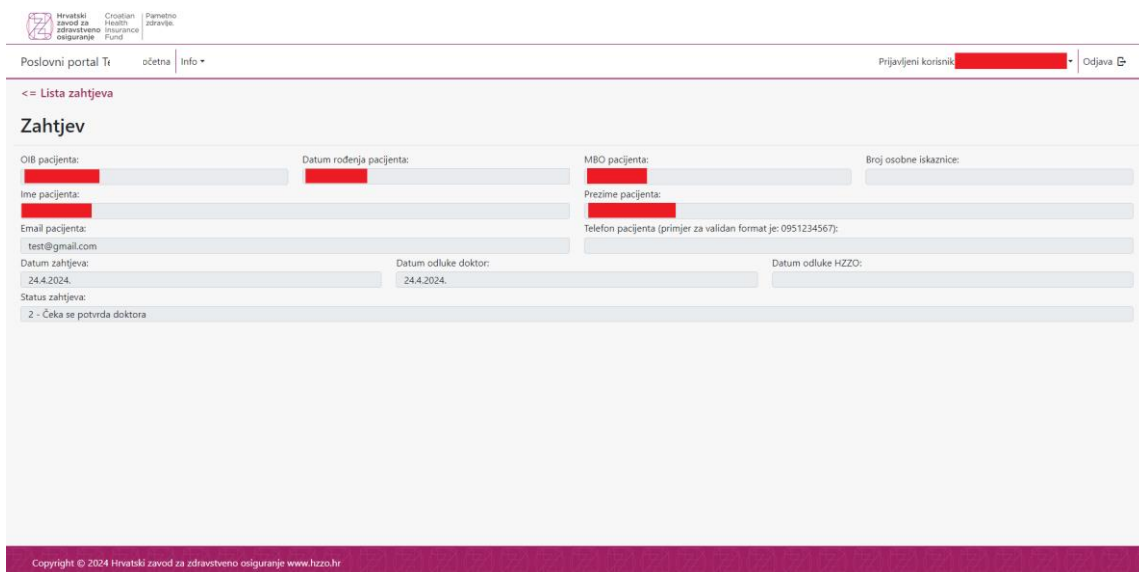 Hrvatski zavod za zdravstveno osiguranje
Croatian Health Insurance Fund
Pametno zdravlje.
Poslovni portal početna Info
Prijavljeni korisnik Odjava
<= Lista zahtjeva
Zahtjev
OIB pacijenta: Datum rođenja pacijenta: MBO pacijenta: Broj osobne iskaznice:
Ime pacijenta: Prezime pacijenta:
Email pacijenta: Telefon pacijenta (primjer za validan format je: 0951234567):
test@gmail.com
Datum zahtjeva: Datum odluke doktor: Datum odluke HZZO:
24.4.2024. 24.4.2024.
Status zahtjeva:
2 - Čeka se potvrda doktora
Copyright © 2024 Hrvatski zavod za zdravstveno osiguranje www.hzzo.hr